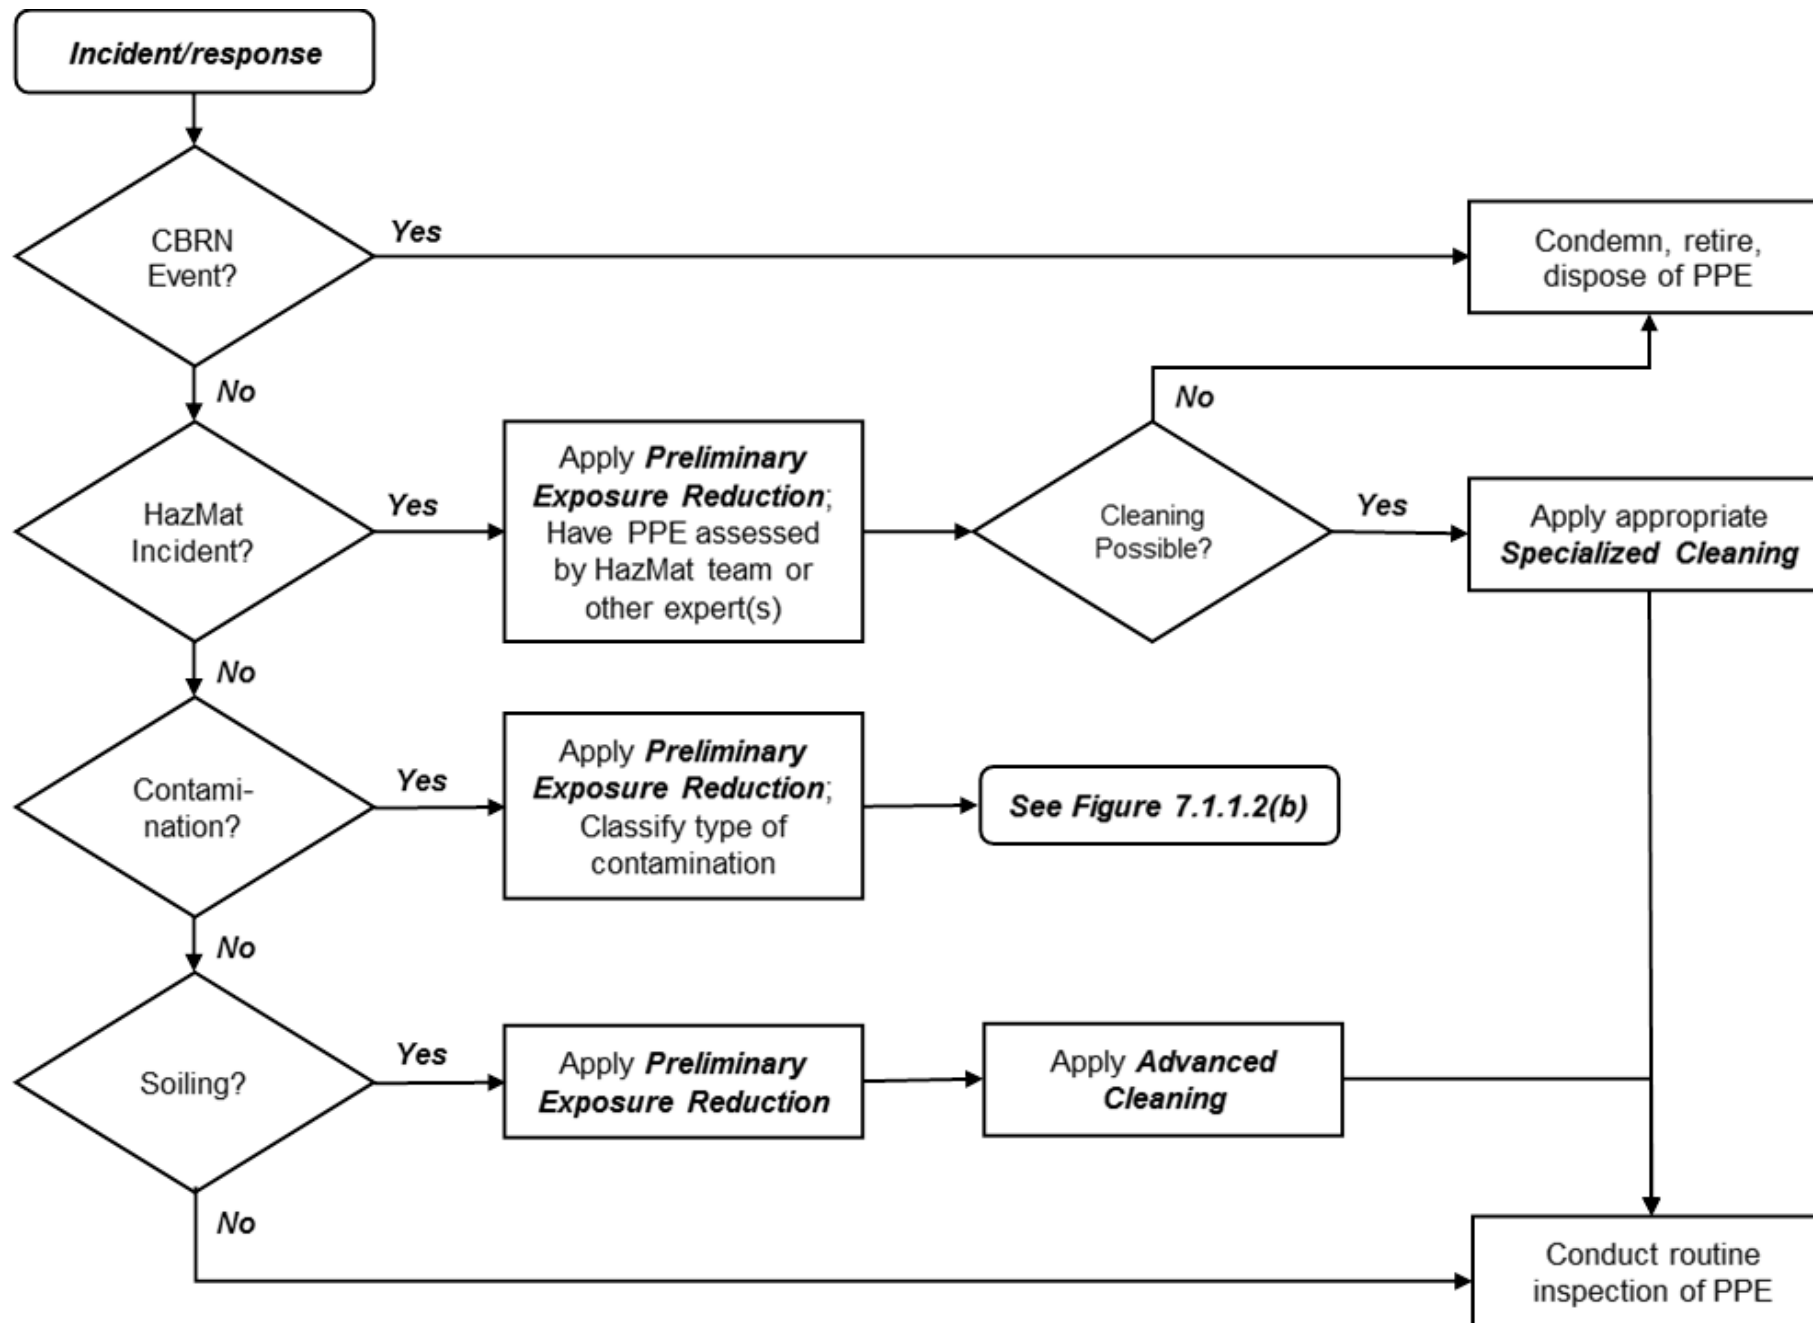 Incident/response
CBRN
Event?
Yes
Condemn, retire,
dispose of PPE
No
HazMat
Incident?
Yes
Apply Preliminary
Exposure Reduction;
Have PPE assessed
by HazMat team or
other expert(s)
Cleaning
Possible?
No
Yes
Apply appropriate
Specialized Cleaning
No
Contami-
nation?
Yes
Apply Preliminary
Exposure Reduction;
Classify type of
contamination
See Figure 7.1.1.2(b)
No
Soiling?
Yes
Apply Preliminary
Exposure Reduction
Apply Advanced
Cleaning
No
Conduct routine
inspection of PPE